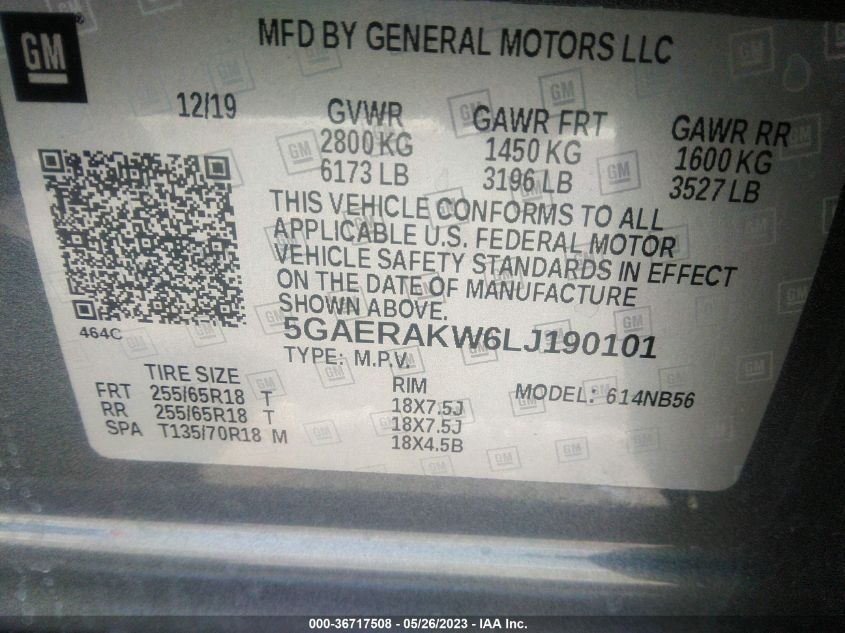 GM
MFD BY GENERAL MOTORS LLC
12/19
GVWR
2800 KG
6173 LB
GAWR FRT
1450 KG
3196 LB
GAWR RR
1600 KG
3527 LB
THIS VEHICLE CONFORMS TO ALL
APPLICABLE U.S. FEDERAL MOTOR
VEHICLE SAFETY STANDARDS IN EFFECT
ON THE DATE OF MANUFACTURE
SHOWN ABOVE.
464C
5GAERAKW6LJ190101
TYPE: M.P.V.
MODEL: 614NB56
TIRE SIZE RIM
FRT 255/65R18 T 18X7.5J
RR 255/65R18 T 18X7.5J
SPA T135/70R18 M 18X4.5B
000-36717508 - 05/26/2023 - IAA Inc.